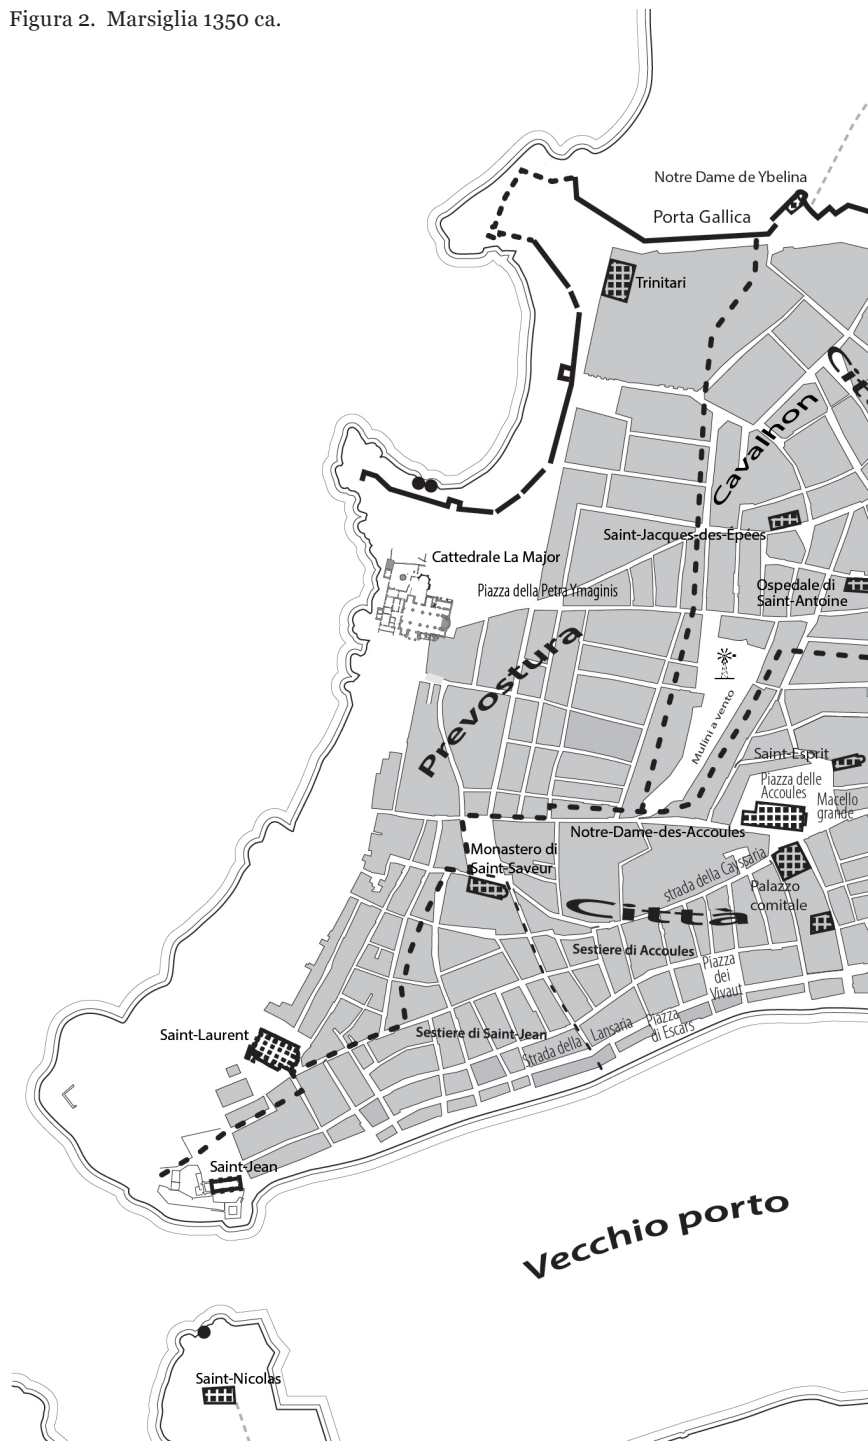 Figura 2. Marsiglia 1350 ca.
Notre Dame de Ybelina
Porta Gallica
Trinitari
Cavalhon
Saint-Jacques-des-Épées
Cattedrale La Major
Piazza della Petra Ymaginis
Ospedale di
Saint-Antoine
Prevostura
Mulini a vento
Saint-Esprit
Piazza delle
Accoules
Macello
grande
Notre-Dame-des-Accoules
Monastero di
Saint-Saveur
strada della Cayssaria
Palazzo
comitale
Città
Sestiere di Accoules
Piazza
dei
Vivaut
Saint-Laurent
Sestiere di Saint-Jean
Strada della Lansaria
Piazza
di Escars
Saint-Jean
Vecchio porto
Saint-Nicolas